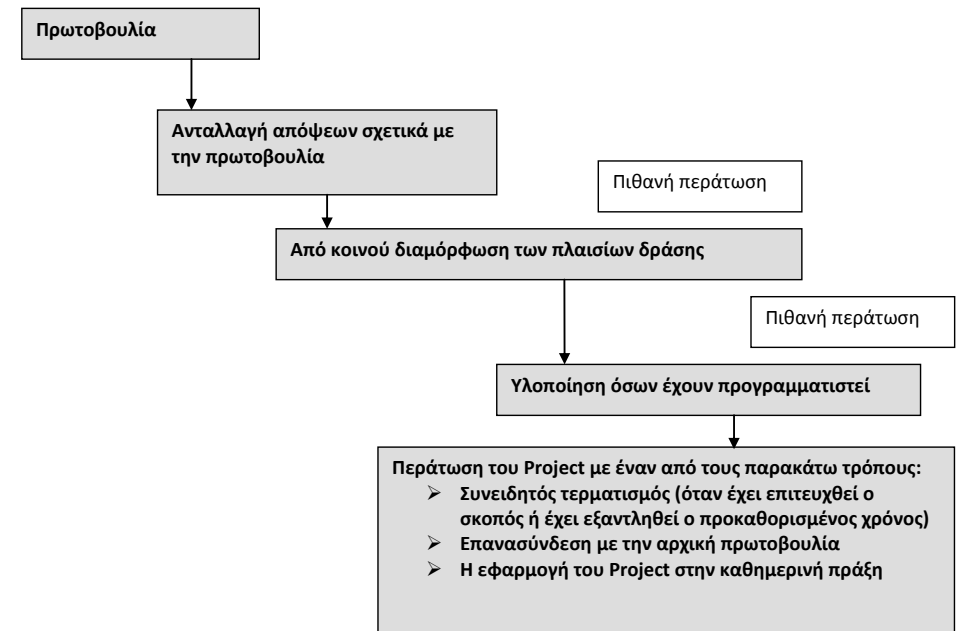 Πρωτοβουλία
Ανταλλαγή απόψεων σχετικά με
την πρωτοβουλία
Πιθανή περάτωση
Από κοινού διαμόρφωση των πλαισίων δράσης
Πιθανή περάτωση
Υλοποίηση όσων έχουν προγραμματιστεί
Περάτωση του Project με έναν από τους παρακάτω τρόπους:
➢ Συνειδητός τερματισμός (όταν έχει επιτευχθεί ο
σκοπός ή έχει εξαντληθεί ο προκαθορισμένος χρόνος)
➢ Επανασύνδεση με την αρχική πρωτοβουλία
➢ Η εφαρμογή του Project στην καθημερινή πράξη